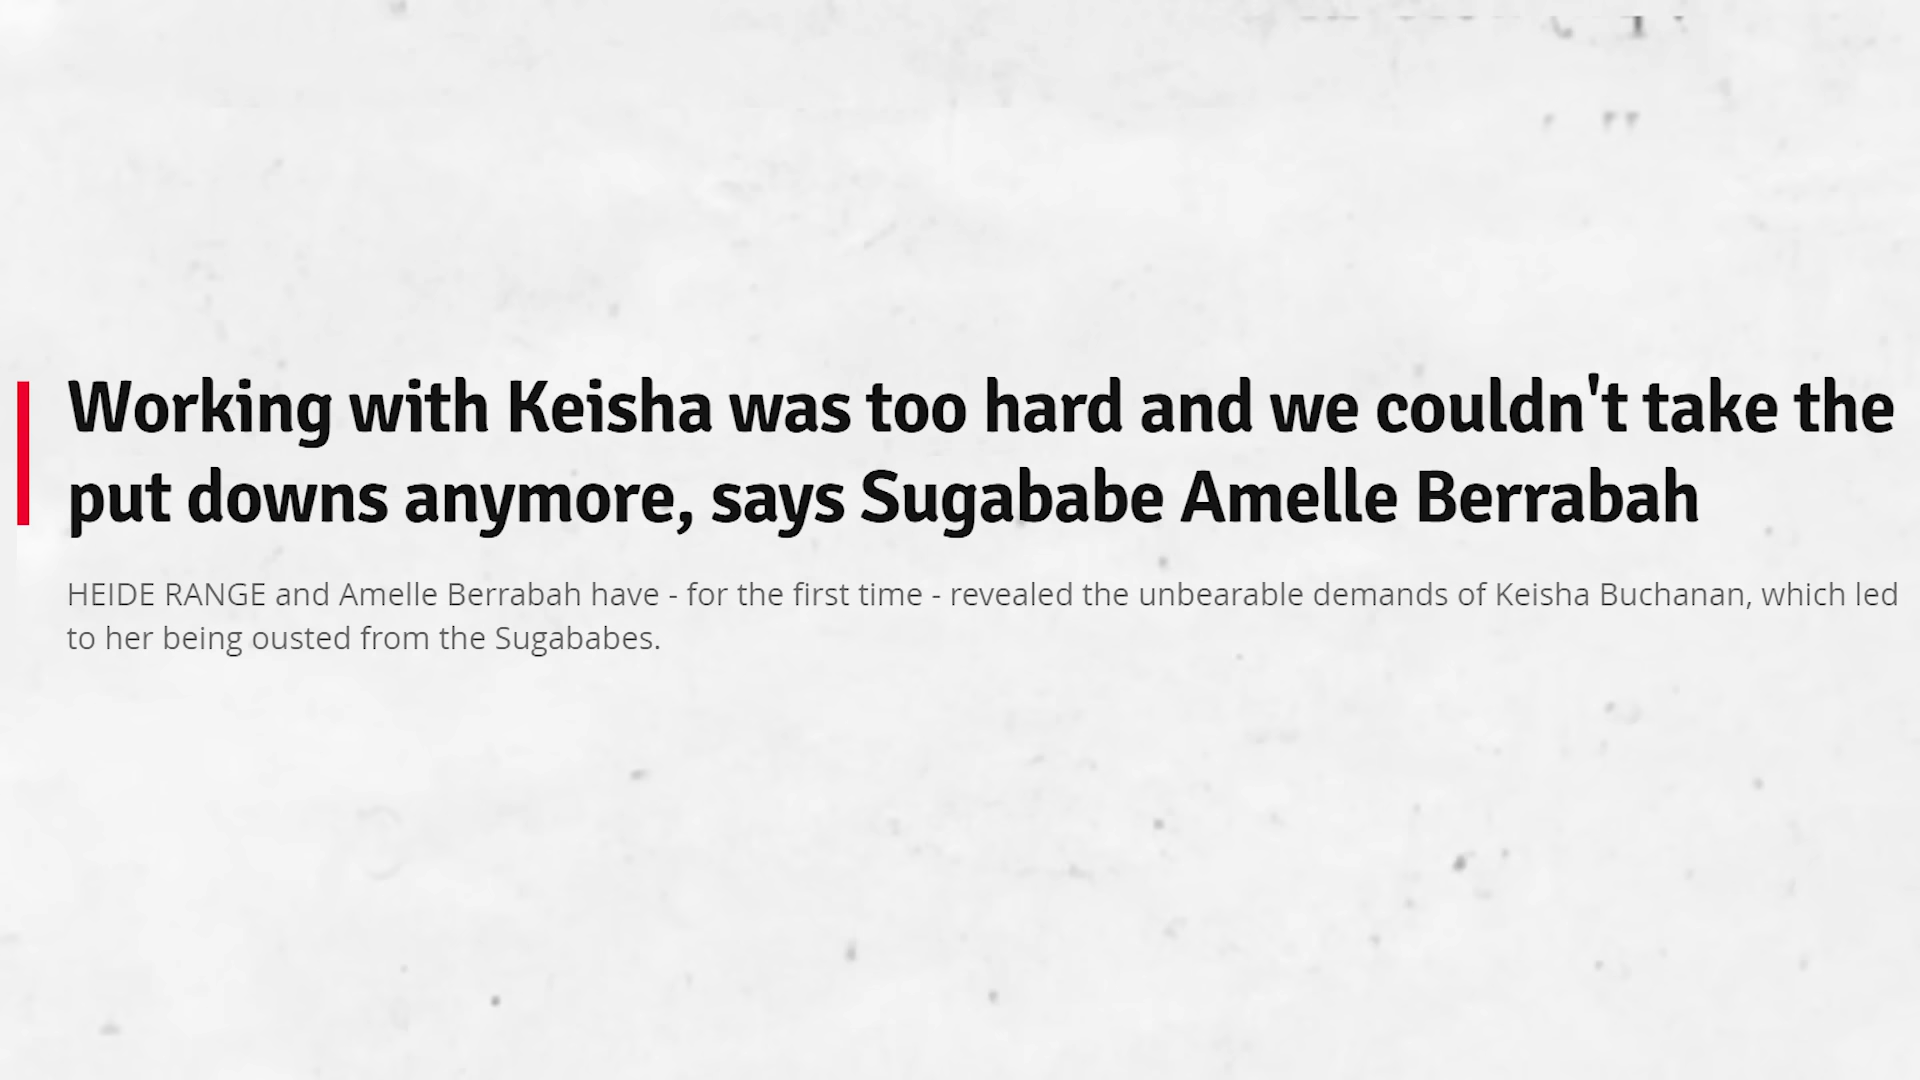 Working with Keisha was too hard and we couldn't take the
put downs anymore, says Sugababe Amelle Berrabah
HEIDE RANGE and Amelle Berrabah have - for the first time - revealed the unbearable demands of Keisha Buchanan, which led
to her being ousted from the Sugababes.